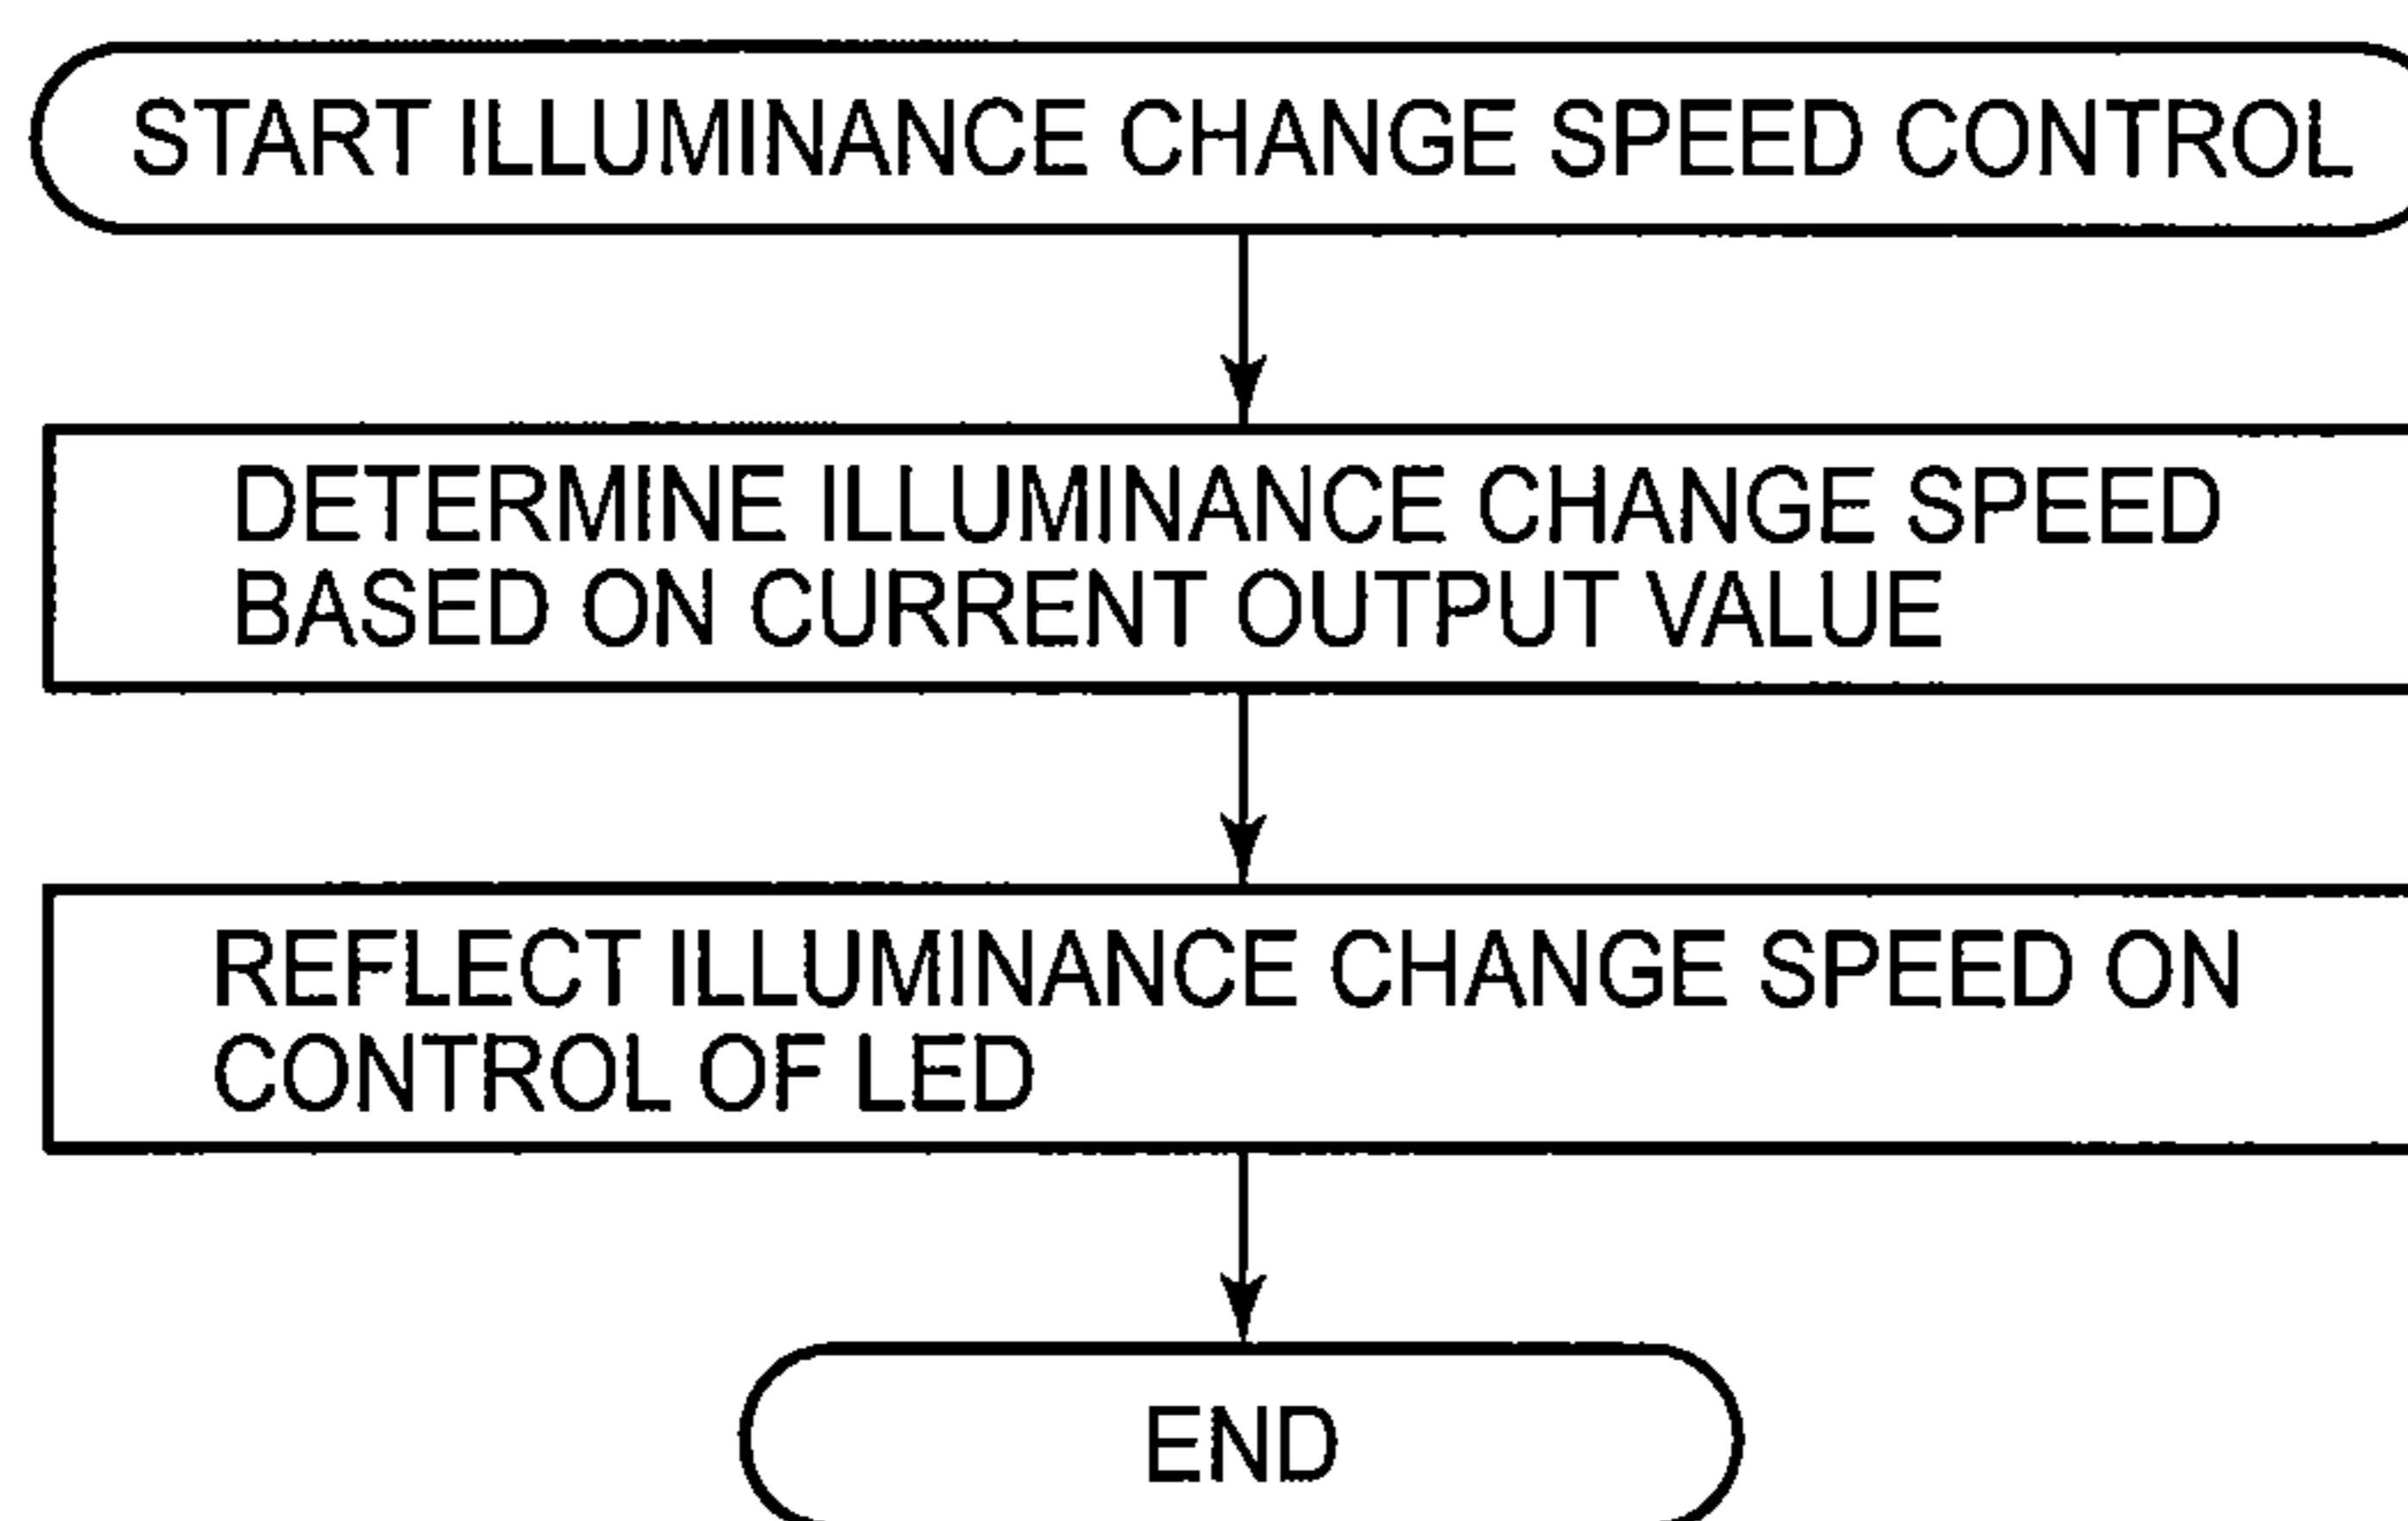 START ILLUMINANCE CHANGE SPEED CONTROL
DETERMINE ILLUMINANCE CHANGE SPEED
BASED ON CURRENT OUTPUT VALUE
REFLECT ILLUMINANCE CHANGE SPEED ON
CONTROL OF LED
END